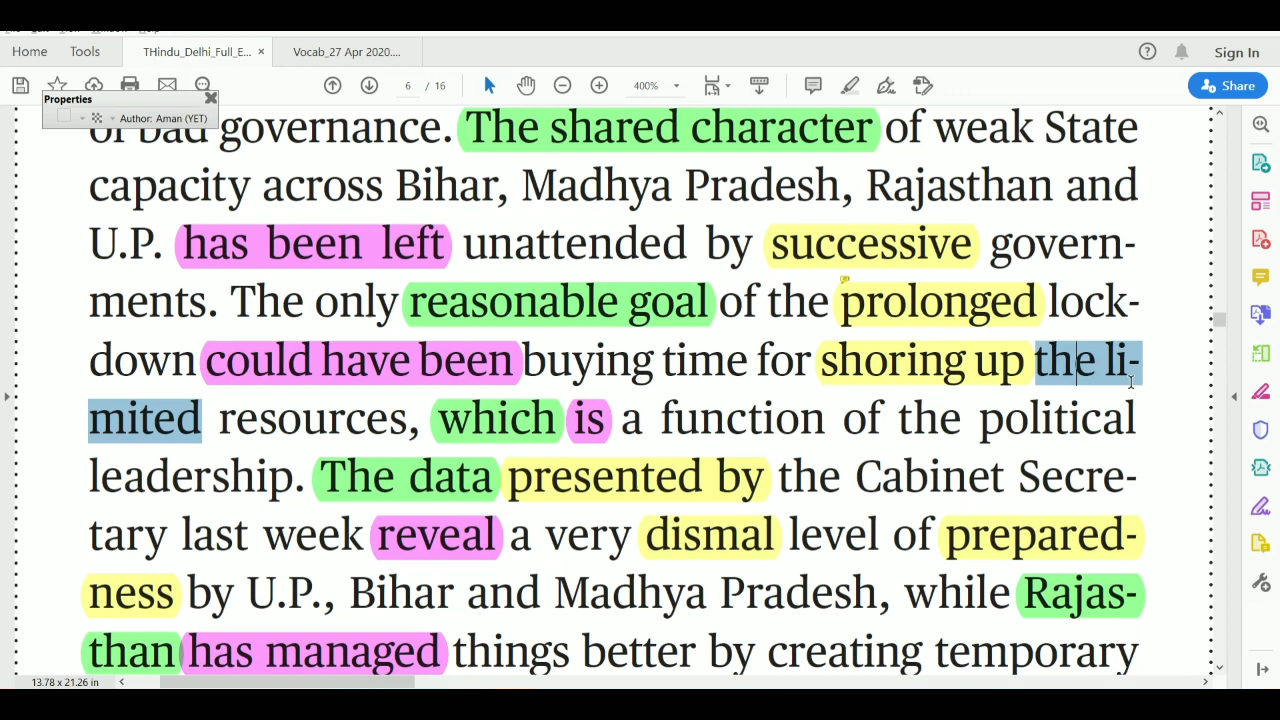 Home Tools THindu_Delhi_Full_E... × Vocab_27 Apr 2020.... Sign In
6 / 16 400% Share
Properties
Author: Aman (YET)
of bad governance. The shared character of weak State
capacity across Bihar, Madhya Pradesh, Rajasthan and
U.P. has been left unattended by successive govern-
ments. The only reasonable goal of the prolonged lock-
down could have been buying time for shoring up the li-
mited resources, which is a function of the political
leadership. The data presented by the Cabinet Secre-
tary last week reveal a very dismal level of prepared-
ness by U.P., Bihar and Madhya Pradesh, while Rajas-
than has managed things better by creating temporary
13.78 x 21.26 in